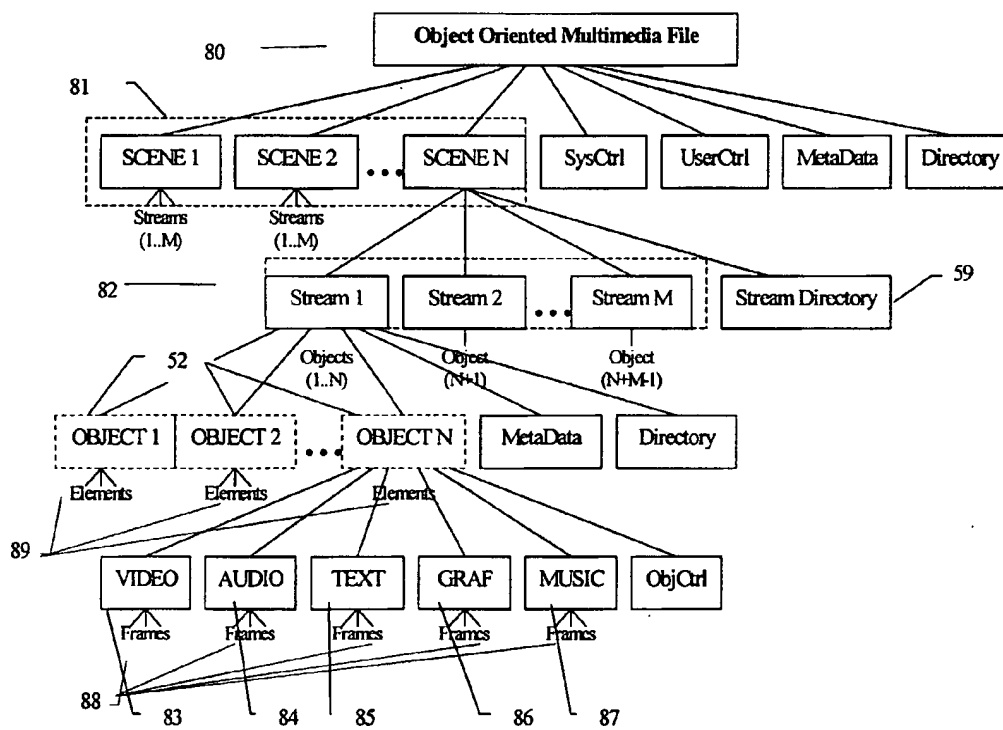 Object Oriented Multimedia File
80
81
SCENE 1 SCENE 2 ••• SCENE N SysCtrl UserCtrl MetaData Directory
Streams (1..M) Streams (1..M)
82
Stream 1 Stream 2 ••• Stream M Stream Directory 59
52
Objects (1..N) Object (N+1) Object (N+M-1)
OBJECT 1 OBJECT 2 ••• OBJECT N MetaData Directory
Elements Elements Elements
89
VIDEO AUDIO TEXT GRAF MUSIC ObjCtrl
Frames Frames Frames Frames Frames
88
83 84 85 86 87